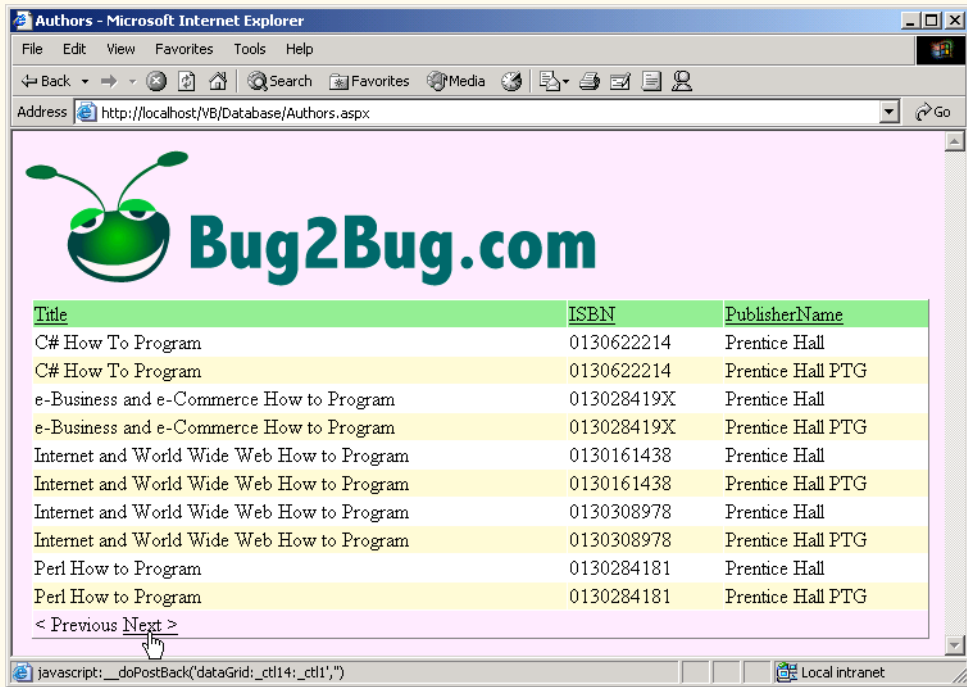 Authors - Microsoft Internet Explorer
File Edit View Favorites Tools Help
Back Search Favorites Media
Address http://localhost/VB/Database/Authors.aspx Go
Bug2Bug.com
Title ISBN PublisherName
C# How To Program 0130622214 Prentice Hall
C# How To Program 0130622214 Prentice Hall PTG
e-Business and e-Commerce How to Program 013028419X Prentice Hall
e-Business and e-Commerce How to Program 013028419X Prentice Hall PTG
Internet and World Wide Web How to Program 0130161438 Prentice Hall
Internet and World Wide Web How to Program 0130161438 Prentice Hall PTG
Internet and World Wide Web How to Program 0130308978 Prentice Hall
Internet and World Wide Web How to Program 0130308978 Prentice Hall PTG
Perl How to Program 0130284181 Prentice Hall
Perl How to Program 0130284181 Prentice Hall PTG
< Previous Next >
javascript:__doPostBack('dataGrid:_ctl14:_ctl1','') Local intranet